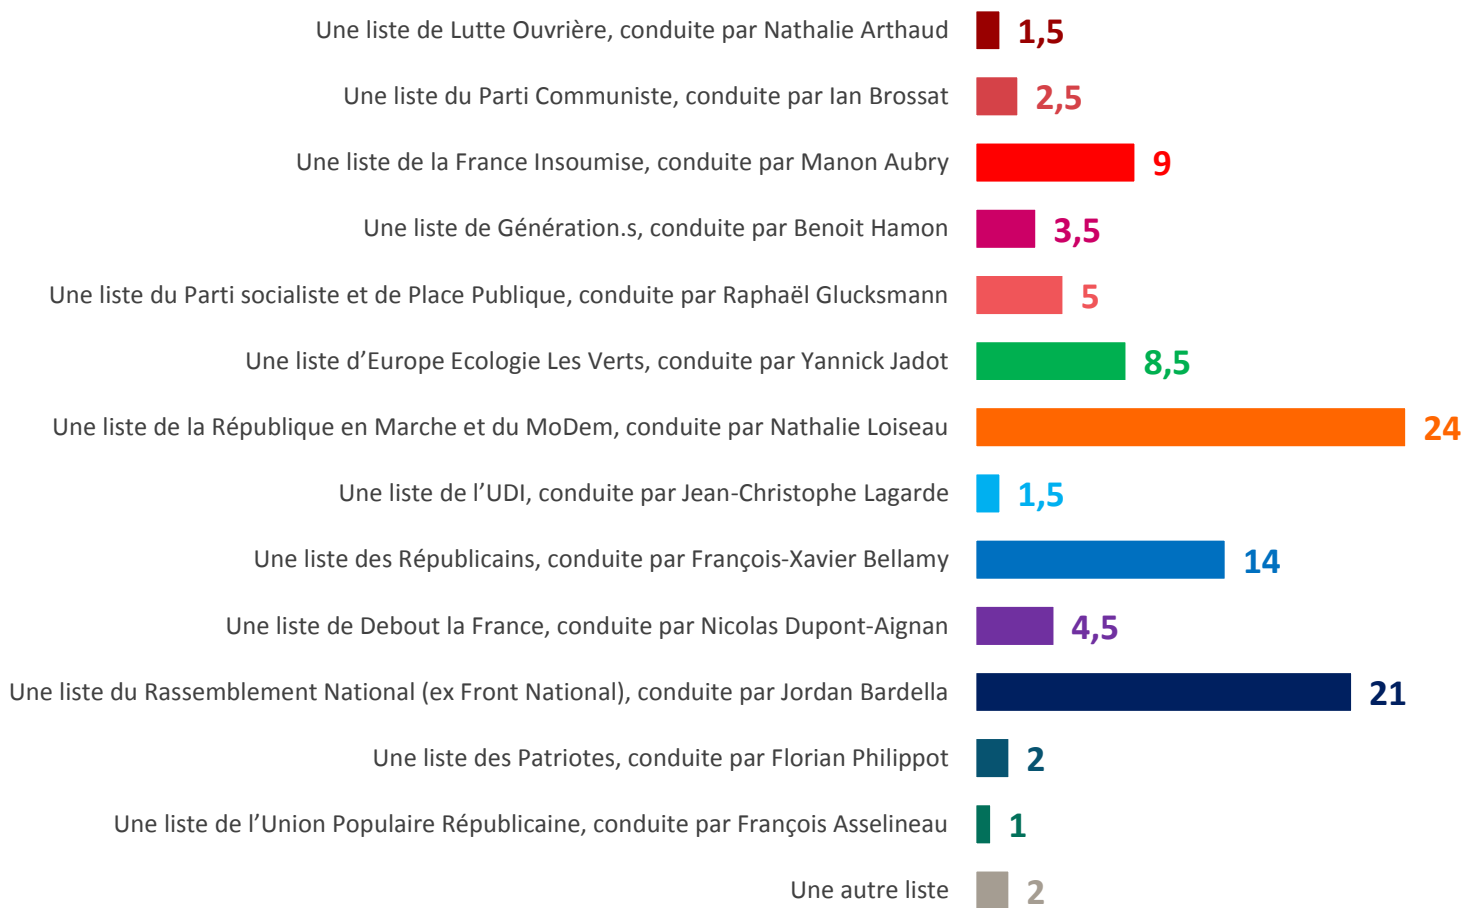 Une liste de Lutte Ouvrière, conduite par Nathalie Arthaud 1,5
Une liste du Parti Communiste, conduite par Ian Brossat 2,5
Une liste de la France Insoumise, conduite par Manon Aubry 9
Une liste de Génération.s, conduite par Benoit Hamon 3,5
Une liste du Parti socialiste et de Place Publique, conduite par Raphaël Glucksmann 5
Une liste d’Europe Ecologie Les Verts, conduite par Yannick Jadot 8,5
Une liste de la République en Marche et du MoDem, conduite par Nathalie Loiseau 24
Une liste de l’UDI, conduite par Jean-Christophe Lagarde 1,5
Une liste des Républicains, conduite par François-Xavier Bellamy 14
Une liste de Debout la France, conduite par Nicolas Dupont-Aignan 4,5
Une liste du Rassemblement National (ex Front National), conduite par Jordan Bardella 21
Une liste des Patriotes, conduite par Florian Philippot 2
Une liste de l’Union Populaire Républicaine, conduite par François Asselineau 1
Une autre liste 2